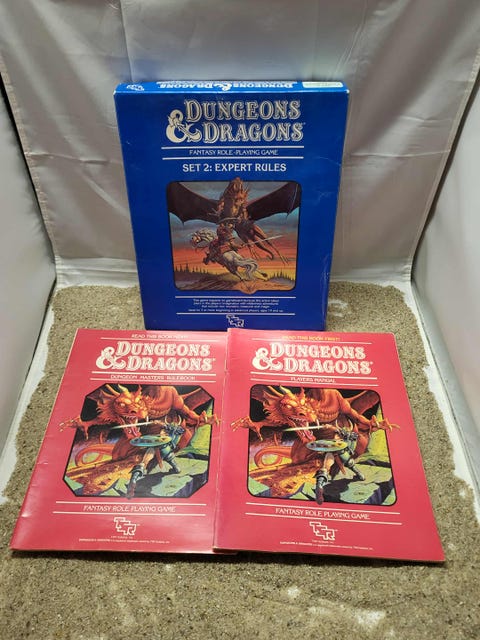 DUNGEONS & DRAGONS
DUNGEONS
& DRAGONS
FANTASY ROLE-PLAYING GAME
SET 2: EXPERT RULES
TSR
READ THIS BOOK NEXT!
DUNGEONS
& DRAGONS
DUNGEON MASTERS RULEBOOK
FANTASY ROLE PLAYING GAME
TSR
READ THIS BOOK FIRST!
DUNGEONS
& DRAGONS
PLAYERS MANUAL
FANTASY ROLE PLAYING GAME
TSR